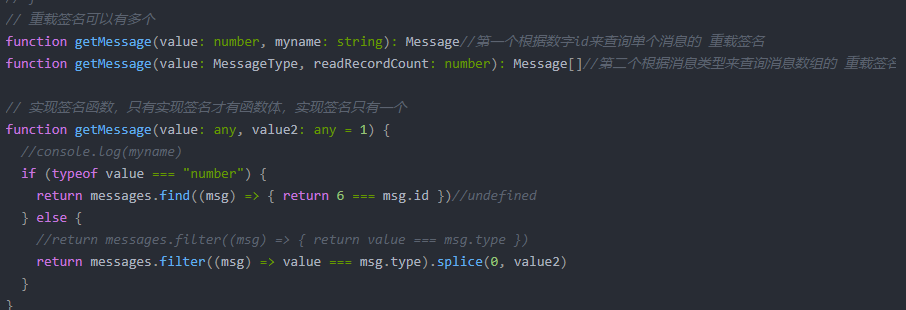 // 重载签名可以有多个
function getMessage(value: number, myname: string): Message//第一个根据数字id来查询单个消息的 重载签名
function getMessage(value: MessageType, readRecordCount: number): Message[]//第二个根据消息类型来查询消息数组的 重载签名
// 实现签名函数，只有实现签名才有函数体，实现签名只有一个
function getMessage(value: any, value2: any = 1) {
//console.log(myname)
if (typeof value === "number") {
return messages.find((msg) => { return 6 === msg.id })//undefined
} else {
//return messages.filter((msg) => { return value === msg.type })
return messages.filter((msg) => value === msg.type).splice(0, value2)
}
}